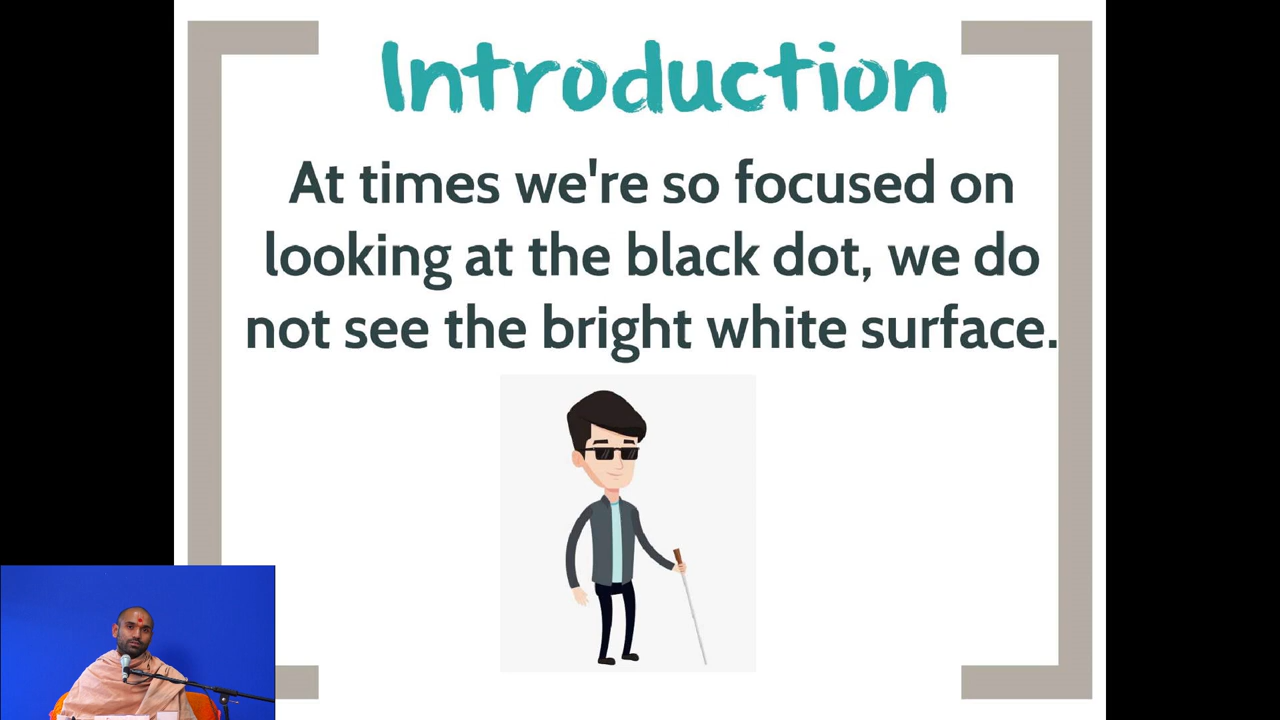 Introduction
At times we're so focused on
looking at the black dot, we do
not see the bright white surface.